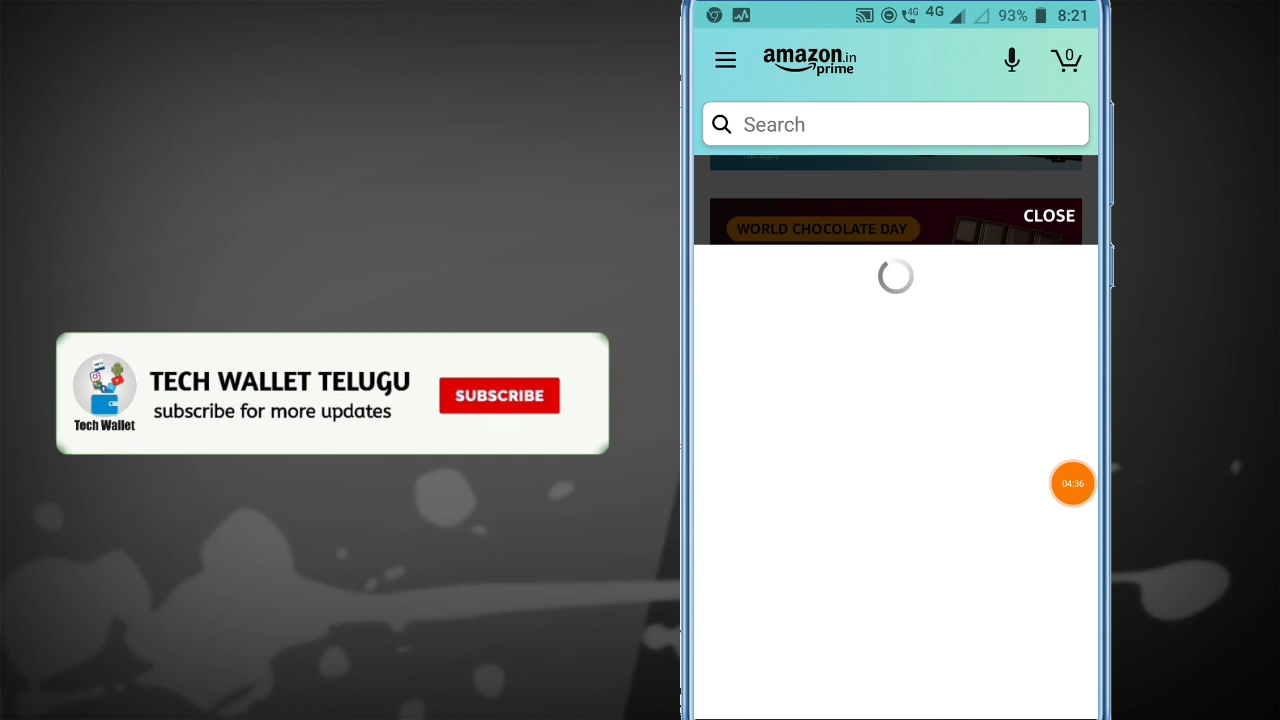 TECH WALLET TELUGU
subscribe for more updates
SUBSCRIBE
Tech Wallet
4G
4G
93%
8:21
amazon.in
prime
0
Search
CLOSE
WORLD CHOCOLATE DAY
04:36